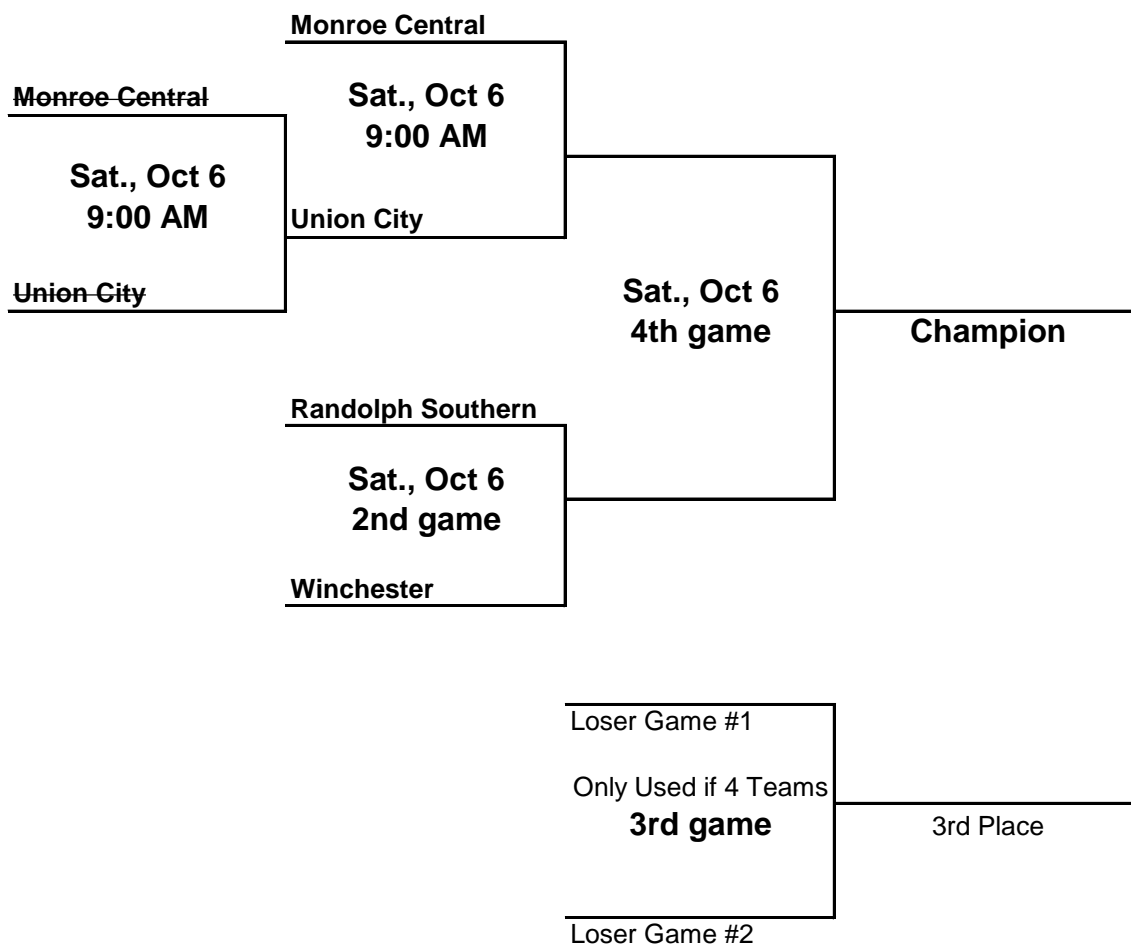 Monroe Central
Monroe Central
Sat., Oct 6
9:00 AM
Sat., Oct 6
9:00 AM
Union City
Union City
Sat., Oct 6
4th game
Champion
Randolph Southern
Sat., Oct 6
2nd game
Winchester
Loser Game #1
Only Used if 4 Teams
3rd game
3rd Place
Loser Game #2